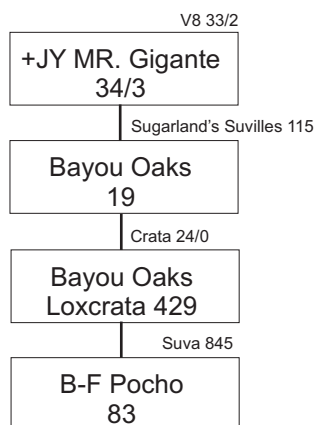 V8 33/2
+JY MR. Gigante
34/3
Sugarland's Suvilles 115
Bayou Oaks
19
Crata 24/0
Bayou Oaks
Loxcrata 429
Suva 845
B-F Pocho
83